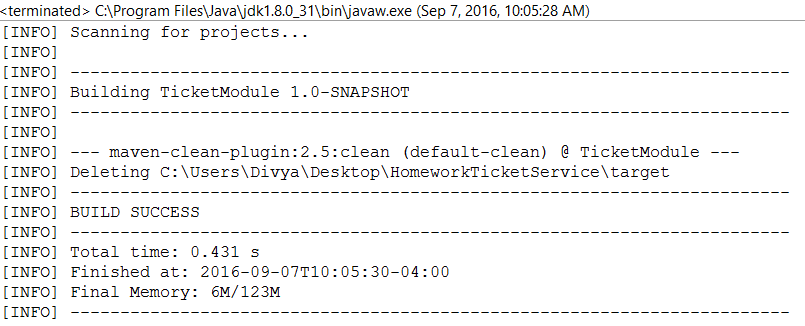 <terminated> C:\Program Files\Java\jdk1.8.0_31\bin\javaw.exe (Sep 7, 2016, 10:05:28 AM)
[INFO] Scanning for projects...
[INFO]
[INFO] ------------------------------------------------------------------------
[INFO] Building TicketModule 1.0-SNAPSHOT
[INFO] ------------------------------------------------------------------------
[INFO]
[INFO] --- maven-clean-plugin:2.5:clean (default-clean) @ TicketModule ---
[INFO] Deleting C:\Users\Divya\Desktop\HomeworkTicketService\target
[INFO] ------------------------------------------------------------------------
[INFO] BUILD SUCCESS
[INFO] ------------------------------------------------------------------------
[INFO] Total time: 0.431 s
[INFO] Finished at: 2016-09-07T10:05:30-04:00
[INFO] Final Memory: 6M/123M
[INFO] ------------------------------------------------------------------------